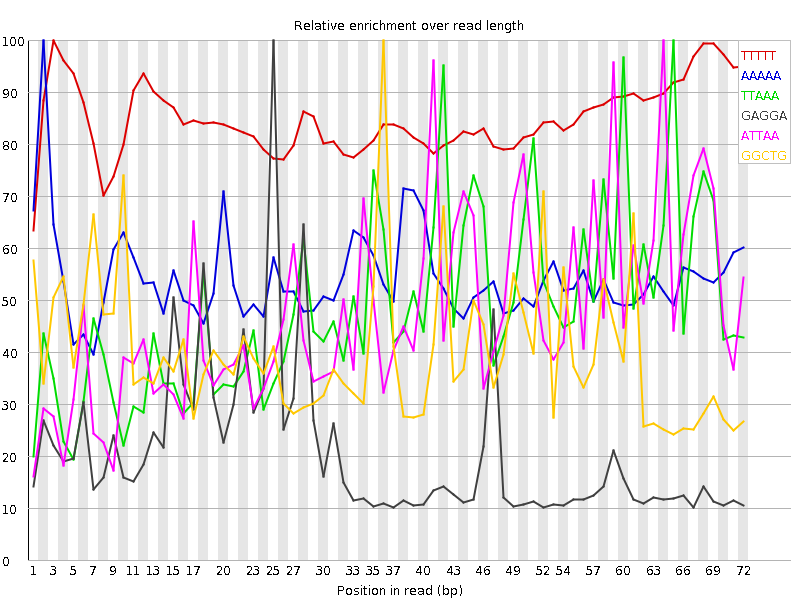 Relative enrichment over read length
100
90
80
70
60
50
40
30
20
10
0
TTTTT
AAAAA
TTAAA
GAGGA
ATTAA
GGCTG
1 3 5 7 9 11 13 15 17 20 23 25 27 30 33 35 37 40 43 46 49 52 54 57 60 63 66 69 72
Position in read (bp)